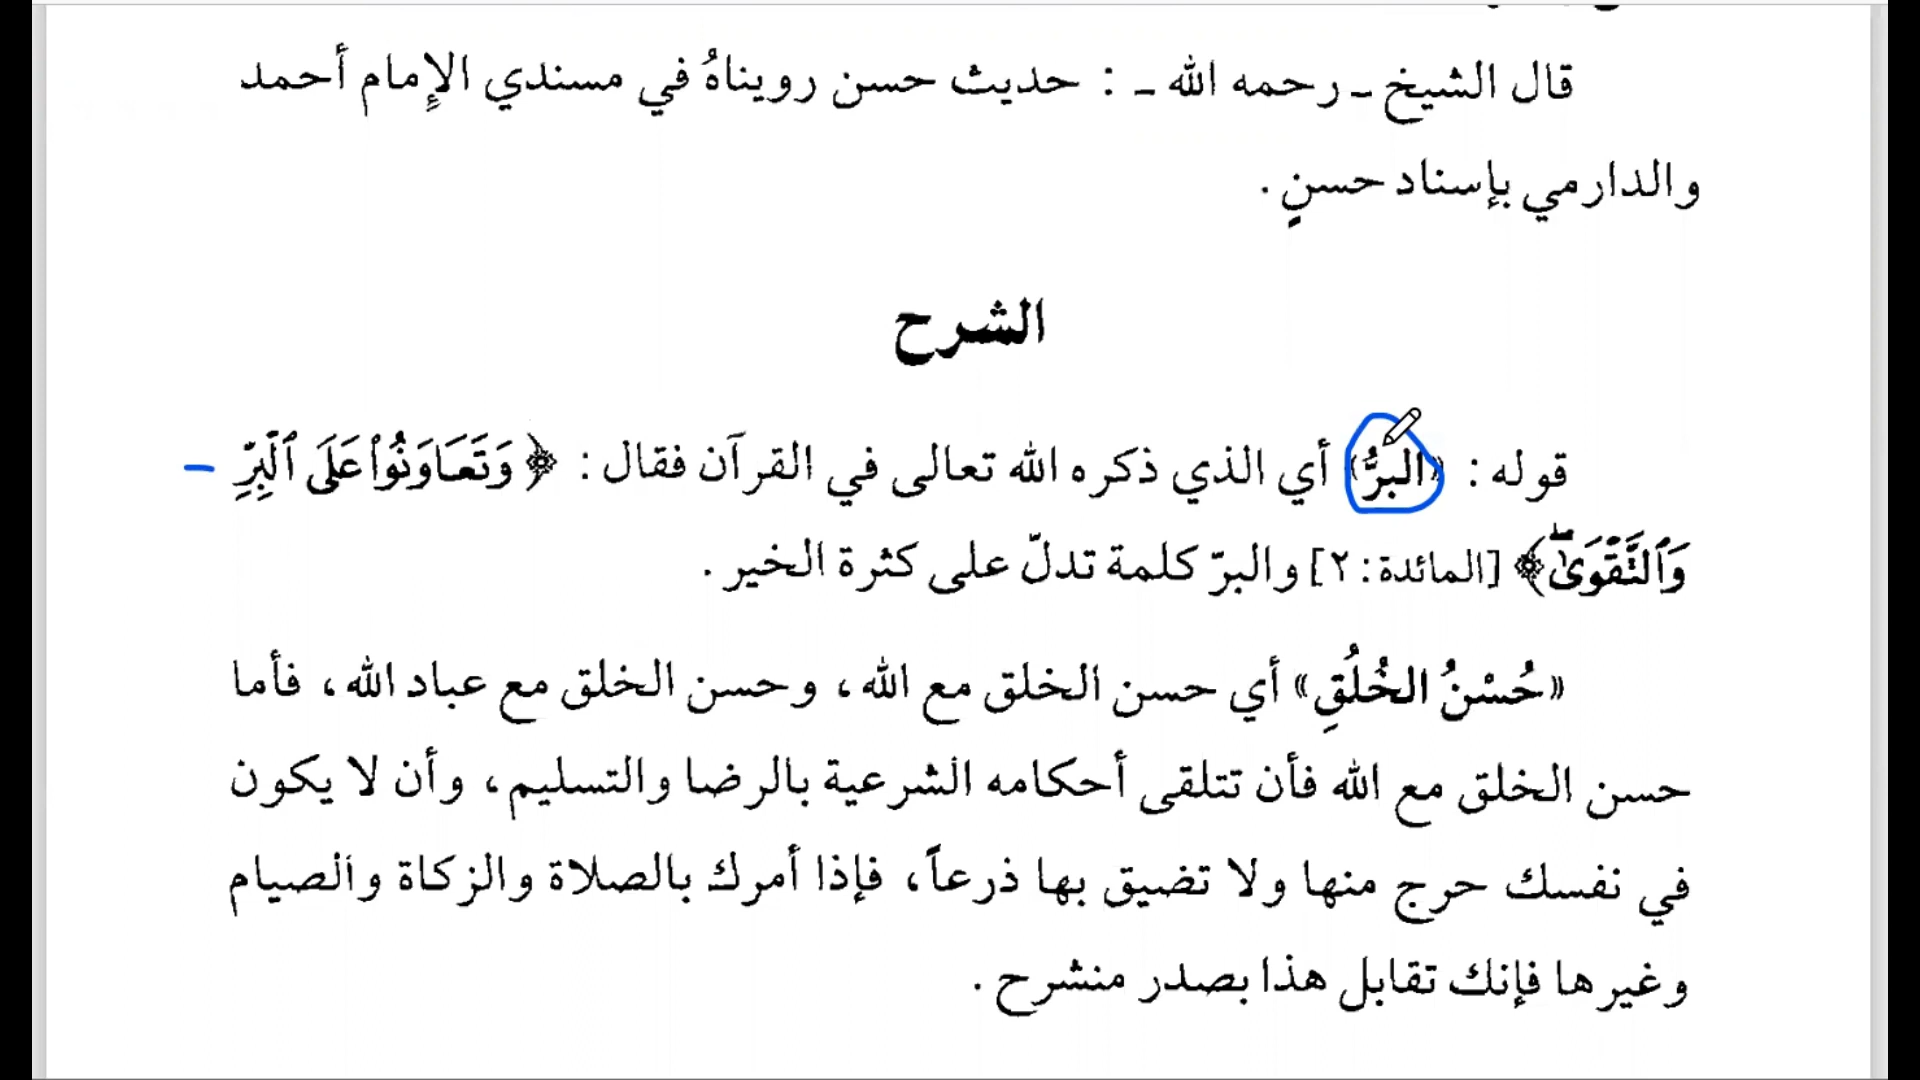 قال الشيخ ـ رحمه الله ـ : حديث حسن رويناهُ في مسندي الإِمام أحمد
والدارمي بإسناد حسنٍ .
الشرح
قوله : «البرُّ» أي الذي ذكره الله تعالى في القرآن فقال : ﴿ وَتَعَاوَنُوا۟ عَلَى ٱلْبِرِّ
وَٱلتَّقْوَىٰۖ﴾ [المائدة: ٢] والبرّ كلمة تدلّ على كثرة الخير .
«حُسْنُ الخُلُقِ» أي حسن الخلق مع الله، وحسن الخلق مع عباد الله، فأما
حسن الخلق مع الله فأن تتلقى أحكامه الشرعية بالرضا والتسليم، وأن لا يكون
في نفسك حرج منها ولا تضيق بها ذرعاً، فإذا أمرك بالصلاة والزكاة والصيام
وغيرها فإنك تقابل هذا بصدر منشرح .